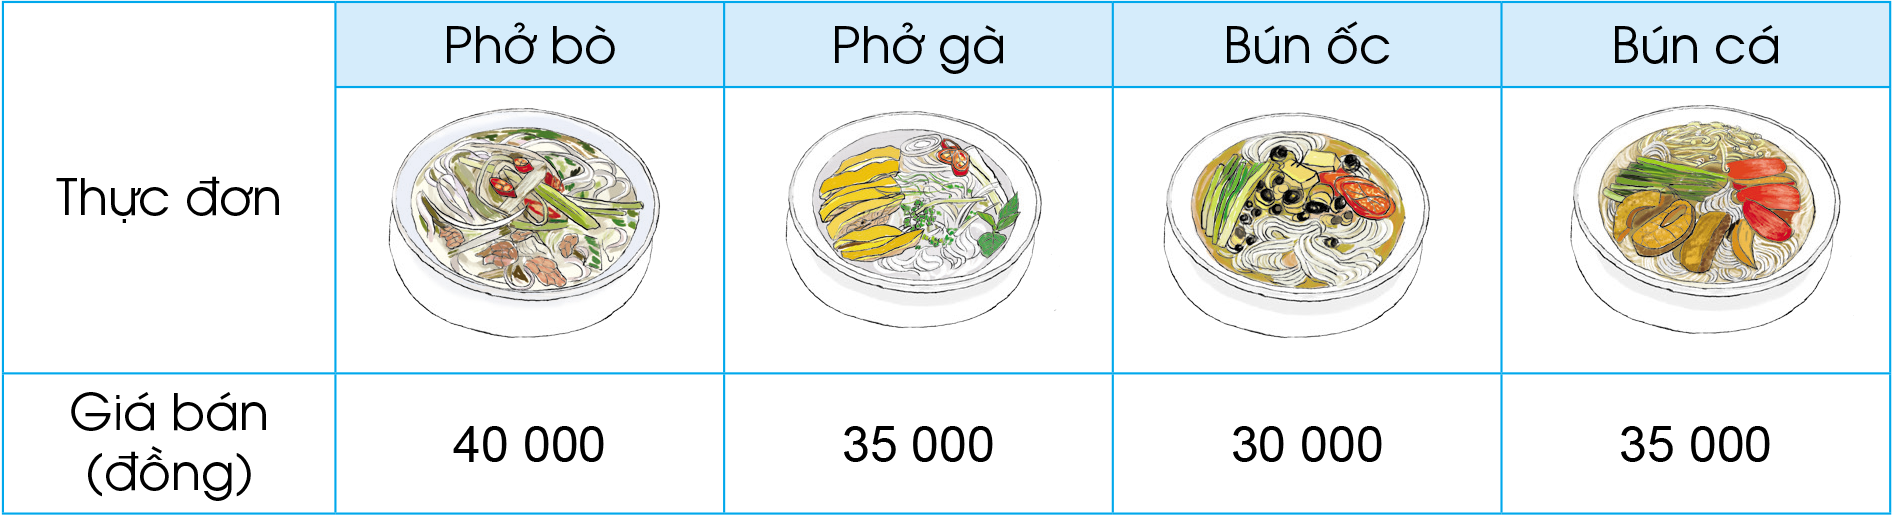 Thực đơn
Phở bò
Phở gà
Bún ốc
Bún cá
Giá bán
(đồng)
40 000
35 000
30 000
35 000